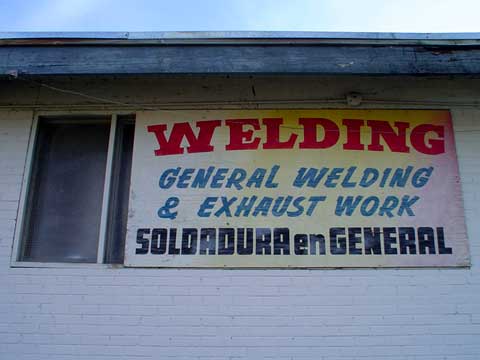 WELDING
GENERAL WELDING
& EXHAUST WORK
SOLDADURA en GENERAL